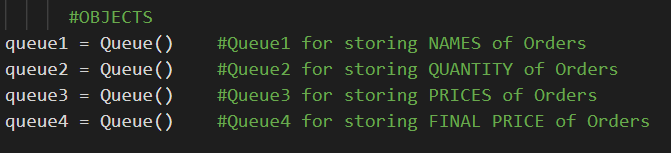 #OBJECTS
queue1 = Queue()    #Queue1 for storing NAMES of Orders
queue2 = Queue()    #Queue2 for storing QUANTITY of Orders
queue3 = Queue()    #Queue3 for storing PRICES of Orders
queue4 = Queue()    #Queue4 for storing FINAL PRICE of Orders